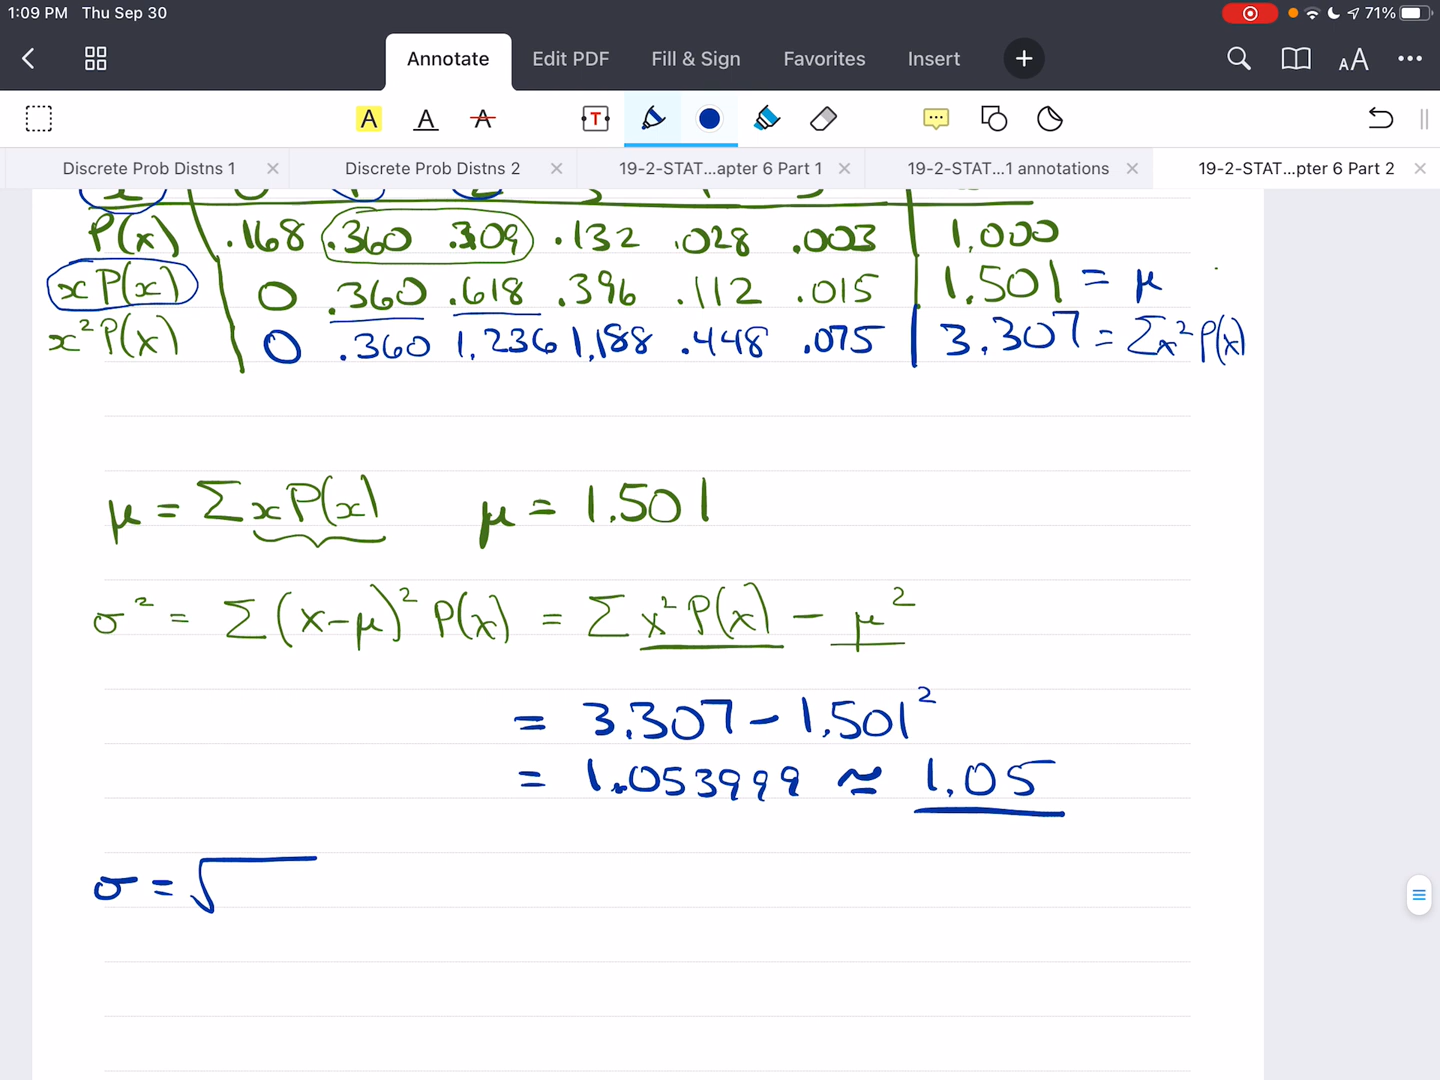 1:09 PM Thu Sep 30 71%
Annotate Edit PDF Fill & Sign Favorites Insert
A A A T
Discrete Prob Distns 1 Discrete Prob Distns 2 19-2-STAT...apter 6 Part 1 19-2-STAT...1 annotations 19-2-STAT...pter 6 Part 2
P(x) .168 .360 .309 .132 .028 .003 1.000
xP(x) 0 .360 .618 .396 .112 .015 1.501 = μ
x²P(x) 0 .360 1.236 1.188 .448 .075 3.307 = Σx²P(x)
μ = ΣxP(x) μ = 1.501
σ² = Σ(x-μ)² P(x) = Σx²P(x) - μ²
= 3.307 - 1.501²
= 1.053999 ≈ 1.05
σ = √